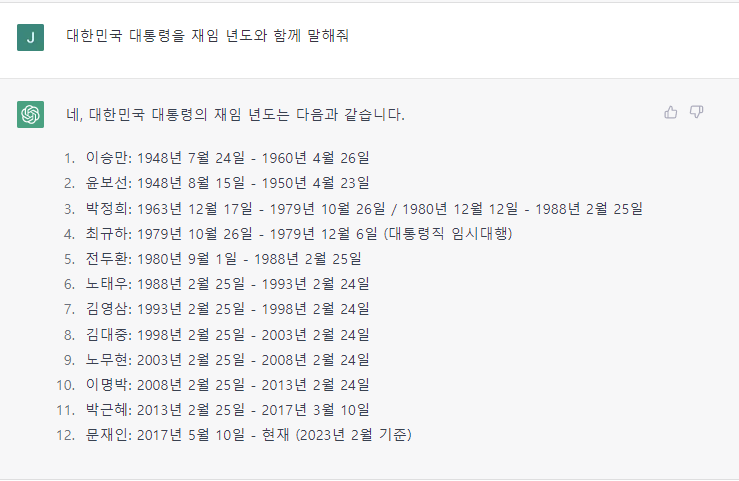 J 대한민국 대통령을 재임 년도와 함께 말해줘
네, 대한민국 대통령의 재임 년도는 다음과 같습니다.
1. 이승만: 1948년 7월 24일 - 1960년 4월 26일
2. 윤보선: 1948년 8월 15일 - 1950년 4월 23일
3. 박정희: 1963년 12월 17일 - 1979년 10월 26일 / 1980년 12월 12일 - 1988년 2월 25일
4. 최규하: 1979년 10월 26일 - 1979년 12월 6일 (대통령직 임시대행)
5. 전두환: 1980년 9월 1일 - 1988년 2월 25일
6. 노태우: 1988년 2월 25일 - 1993년 2월 24일
7. 김영삼: 1993년 2월 25일 - 1998년 2월 24일
8. 김대중: 1998년 2월 25일 - 2003년 2월 24일
9. 노무현: 2003년 2월 25일 - 2008년 2월 24일
10. 이명박: 2008년 2월 25일 - 2013년 2월 24일
11. 박근혜: 2013년 2월 25일 - 2017년 3월 10일
12. 문재인: 2017년 5월 10일 - 현재 (2023년 2월 기준)